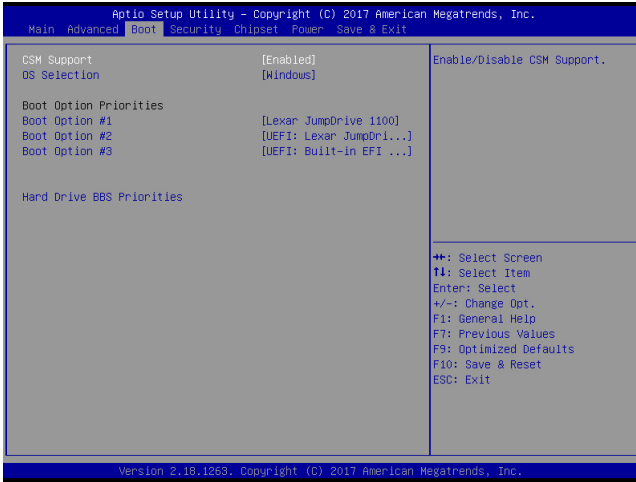 Aptio Setup Utility – Copyright (C) 2017 American Megatrends, Inc.
Main Advanced Boot Security Chipset Power Save & Exit
CSM Support [Enabled]
OS Selection [Windows]
Boot Option Priorities
Boot Option #1 [Lexar JumpDrive 1100]
Boot Option #2 [UEFI: Lexar JumpDri...]
Boot Option #3 [UEFI: Built-in EFI ...]
Hard Drive BBS Priorities
Enable/Disable CSM Support.
→←: Select Screen
↑↓: Select Item
Enter: Select
+/-: Change Opt.
F1: General Help
F7: Previous Values
F9: Optimized Defaults
F10: Save & Reset
ESC: Exit
Version 2.18.1263. Copyright (C) 2017 American Megatrends, Inc.